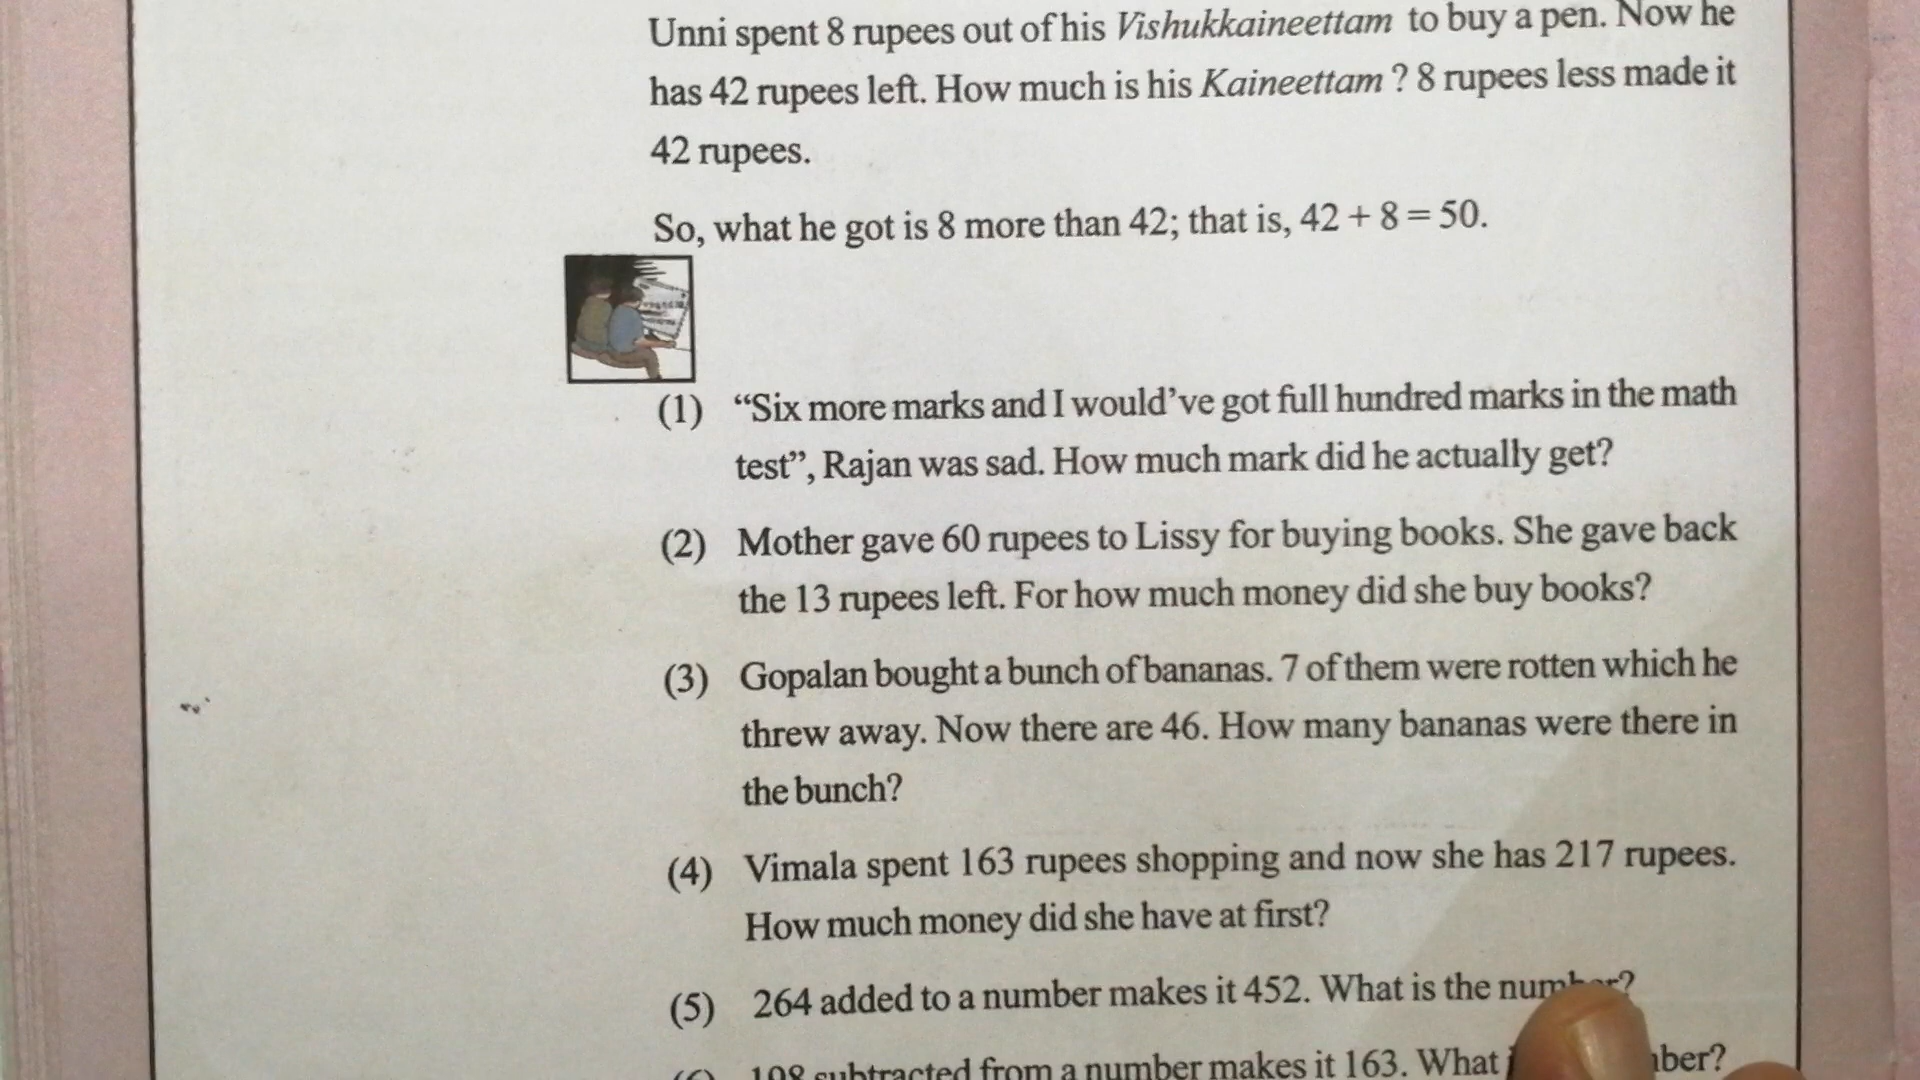 Unni spent 8 rupees out of his Vishukkaineettam to buy a pen. Now he
has 42 rupees left. How much is his Kaineettam ? 8 rupees less made it
42 rupees.
So, what he got is 8 more than 42; that is, 42 + 8 = 50.
(1) “Six more marks and I would’ve got full hundred marks in the math
test”, Rajan was sad. How much mark did he actually get?
(2) Mother gave 60 rupees to Lissy for buying books. She gave back
the 13 rupees left. For how much money did she buy books?
(3) Gopalan bought a bunch of bananas. 7 of them were rotten which he
threw away. Now there are 46. How many bananas were there in
the bunch?
(4) Vimala spent 163 rupees shopping and now she has 217 rupees.
How much money did she have at first?
(5) 264 added to a number makes it 452. What is the number?
(6) 198 subtracted from a number makes it 163. What